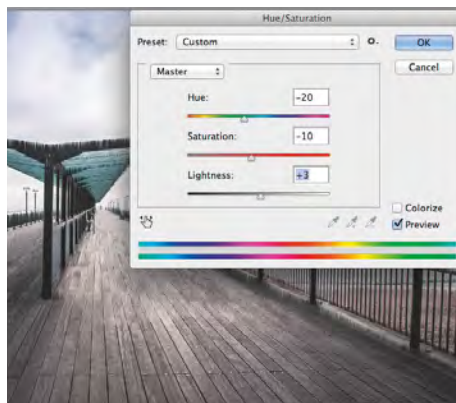 Hue/Saturation
Preset: Custom
OK
Cancel
Master
Hue: -20
Saturation: -10
Lightness: +3
Colorize
Preview